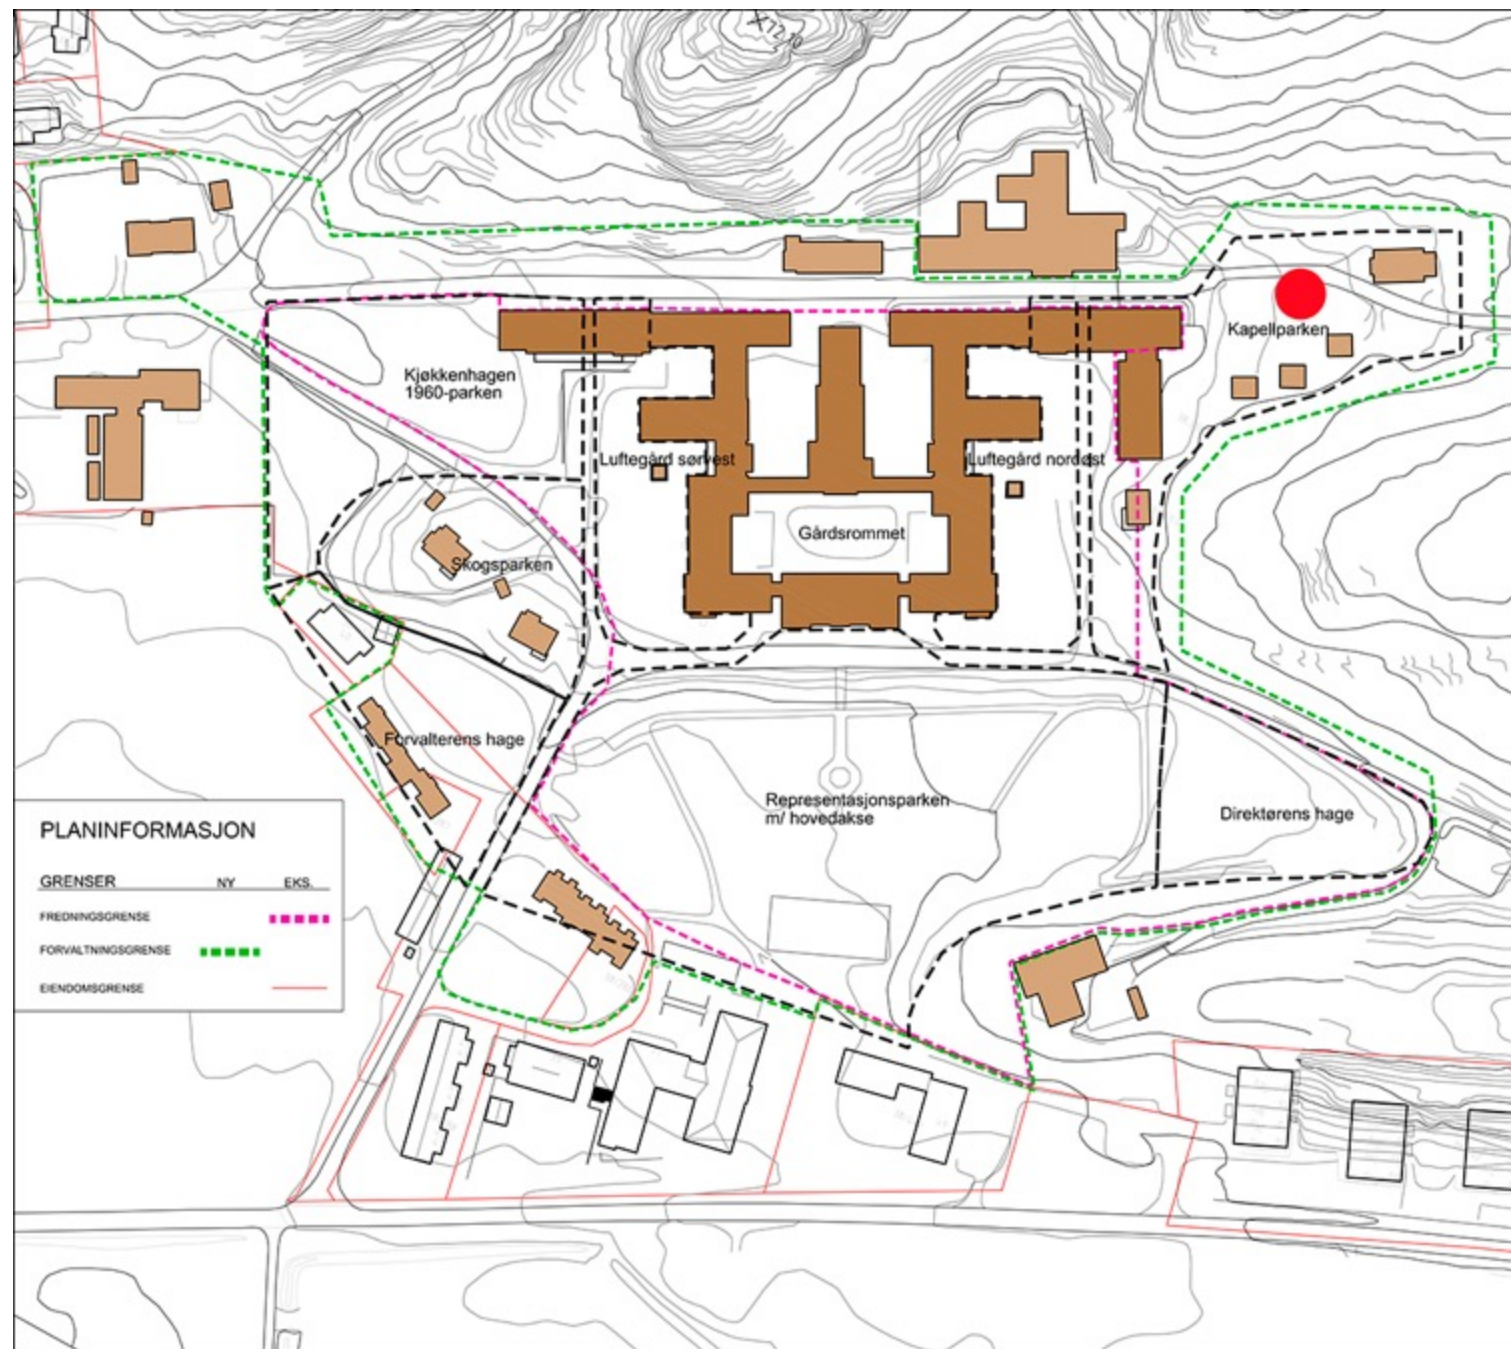 Kapellparken
Kjøkkenhagen
1960-parken
Luftegård sørvest
Luftegård nordøst
Gårdsrommet
Skogsparken
Forvalterens hage
Representasjonsparken
m/ hovedakse
Direktørens hage
PLANINFORMASJON
GRENSER NY EKS.
FREDNINGSGRENSE
FORVALTNINGSGRENSE
EIENDOMSGRENSE